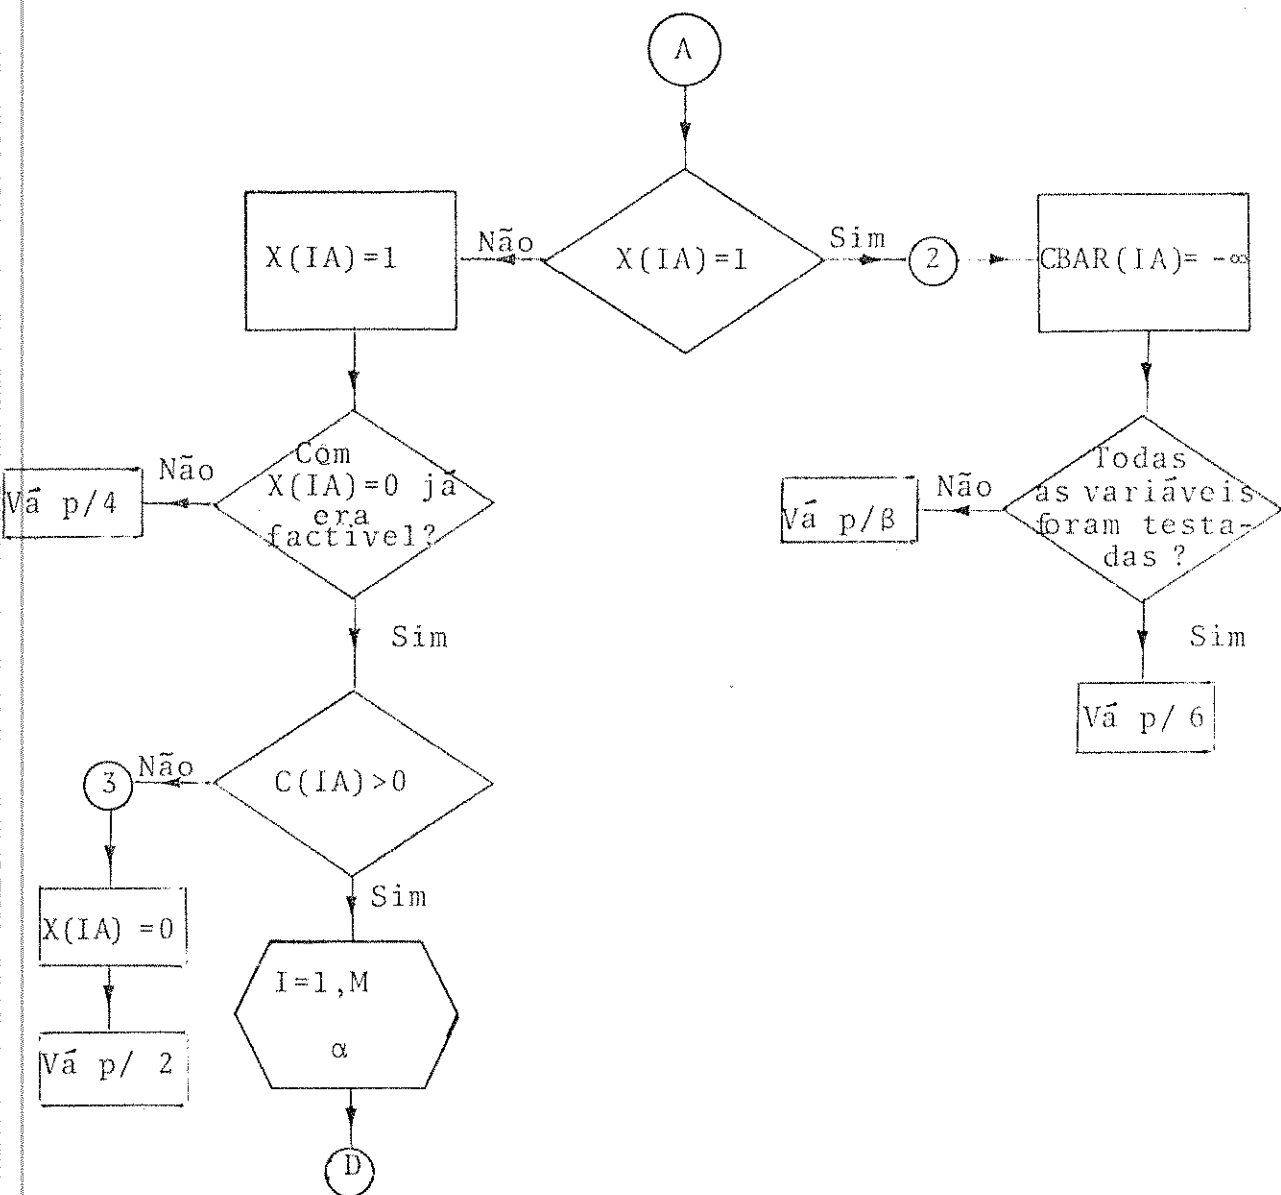 A
X(IA)=1
Não
X(IA)=1
Sim
2
CBAR(IA)= -∞
Com
X(IA)=0 já
era
factível?
Não
Vá p/4
Todas
as variáveis
foram testa-
das ?
Não
Vá p/β
Sim
Sim
Vá p/ 6
C(IA)>0
Não
3
Sim
X(IA) =0
I=1,M
α
Vá p/ 2
D